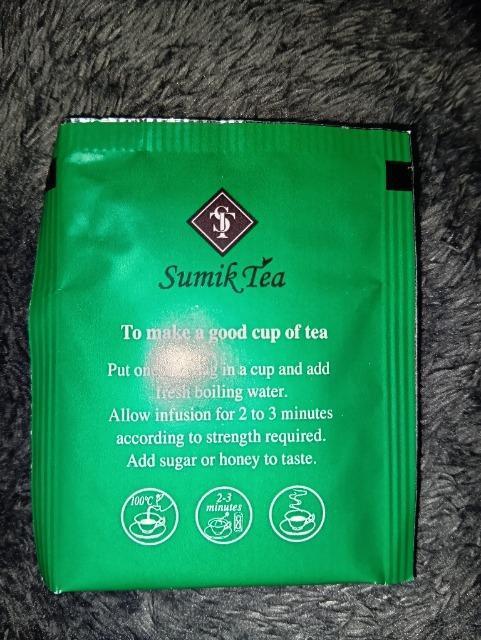 ST
Sumik Tea
To make a good cup of tea
Put one in a cup and add
fresh boiling water.
Allow infusion for 2 to 3 minutes
according to strength required.
Add sugar or honey to taste.
100°C
2-3
minutes